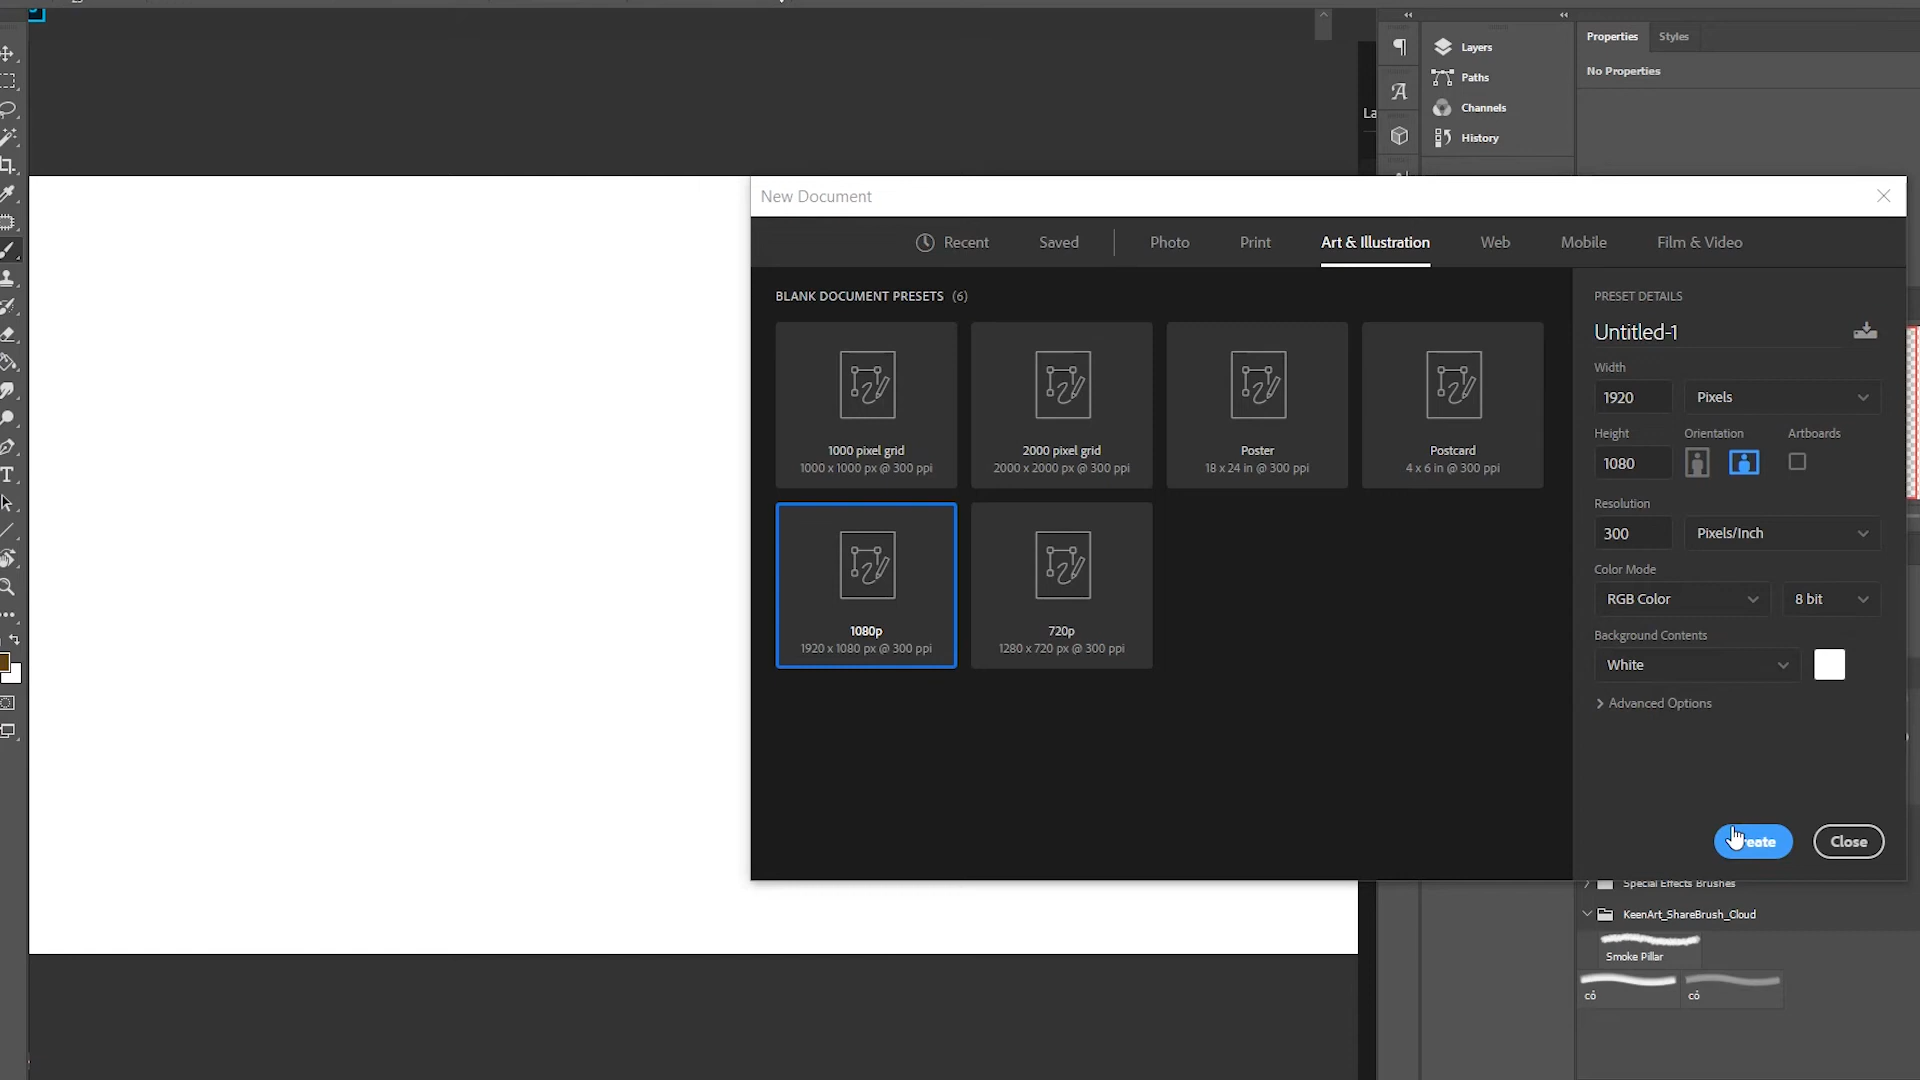 Layers
Paths
Channels
History
Properties
Styles
No Properties
New Document
Recent
Saved
Photo
Print
Art & Illustration
Web
Mobile
Film & Video
BLANK DOCUMENT PRESETS (6)
1000 pixel grid
1000 x 1000 px @ 300 ppi
2000 pixel grid
2000 x 2000 px @ 300 ppi
Poster
18 x 24 in @ 300 ppi
Postcard
4 x 6 in @ 300 ppi
1080p
1920 x 1080 px @ 300 ppi
720p
1280 x 720 px @ 300 ppi
PRESET DETAILS
Untitled-1
Width
1920
Pixels
Height
Orientation
Artboards
1080
Resolution
300
Pixels/Inch
Color Mode
RGB Color
8 bit
Background Contents
White
Advanced Options
Close
Special Effects Brushes
KeenArt_ShareBrush_Cloud
Smoke Pillar
cỏ
cỏ